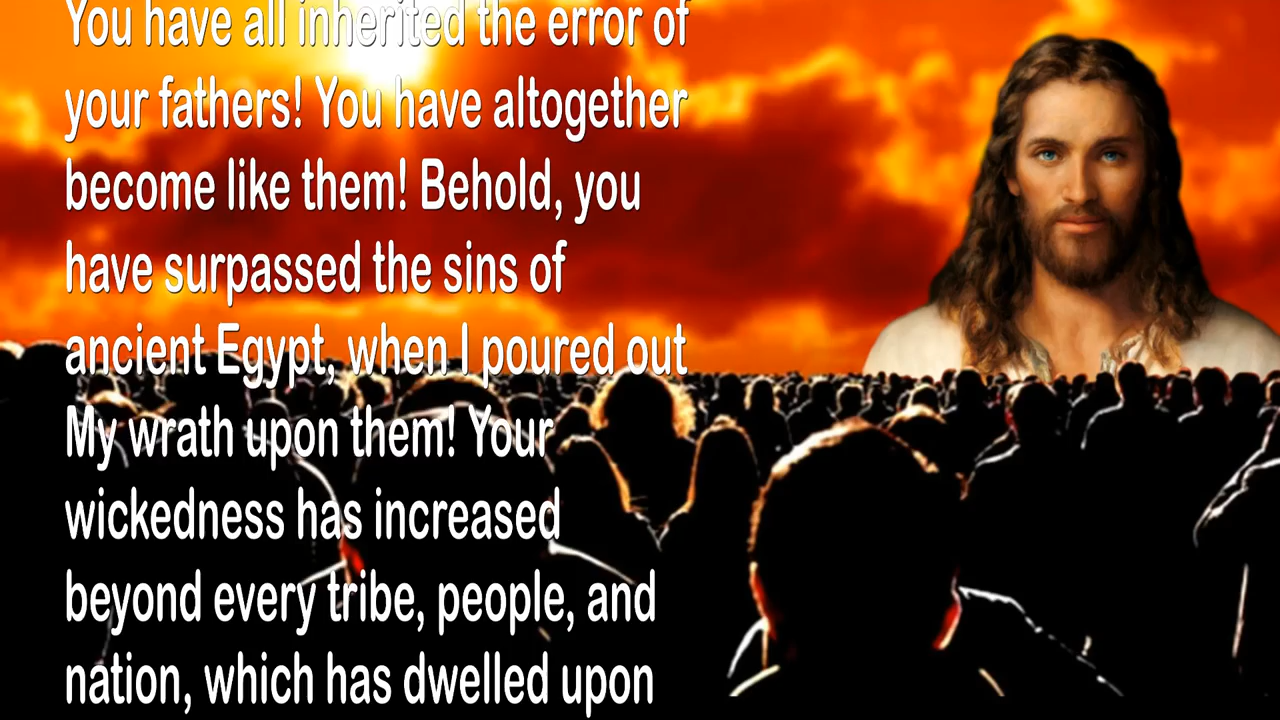 You have all inherited the error of
your fathers! You have altogether
become like them! Behold, you
have surpassed the sins of
ancient Egypt, when I poured out
My wrath upon them! Your
wickedness has increased
beyond every tribe, people, and
nation, which has dwelled upon